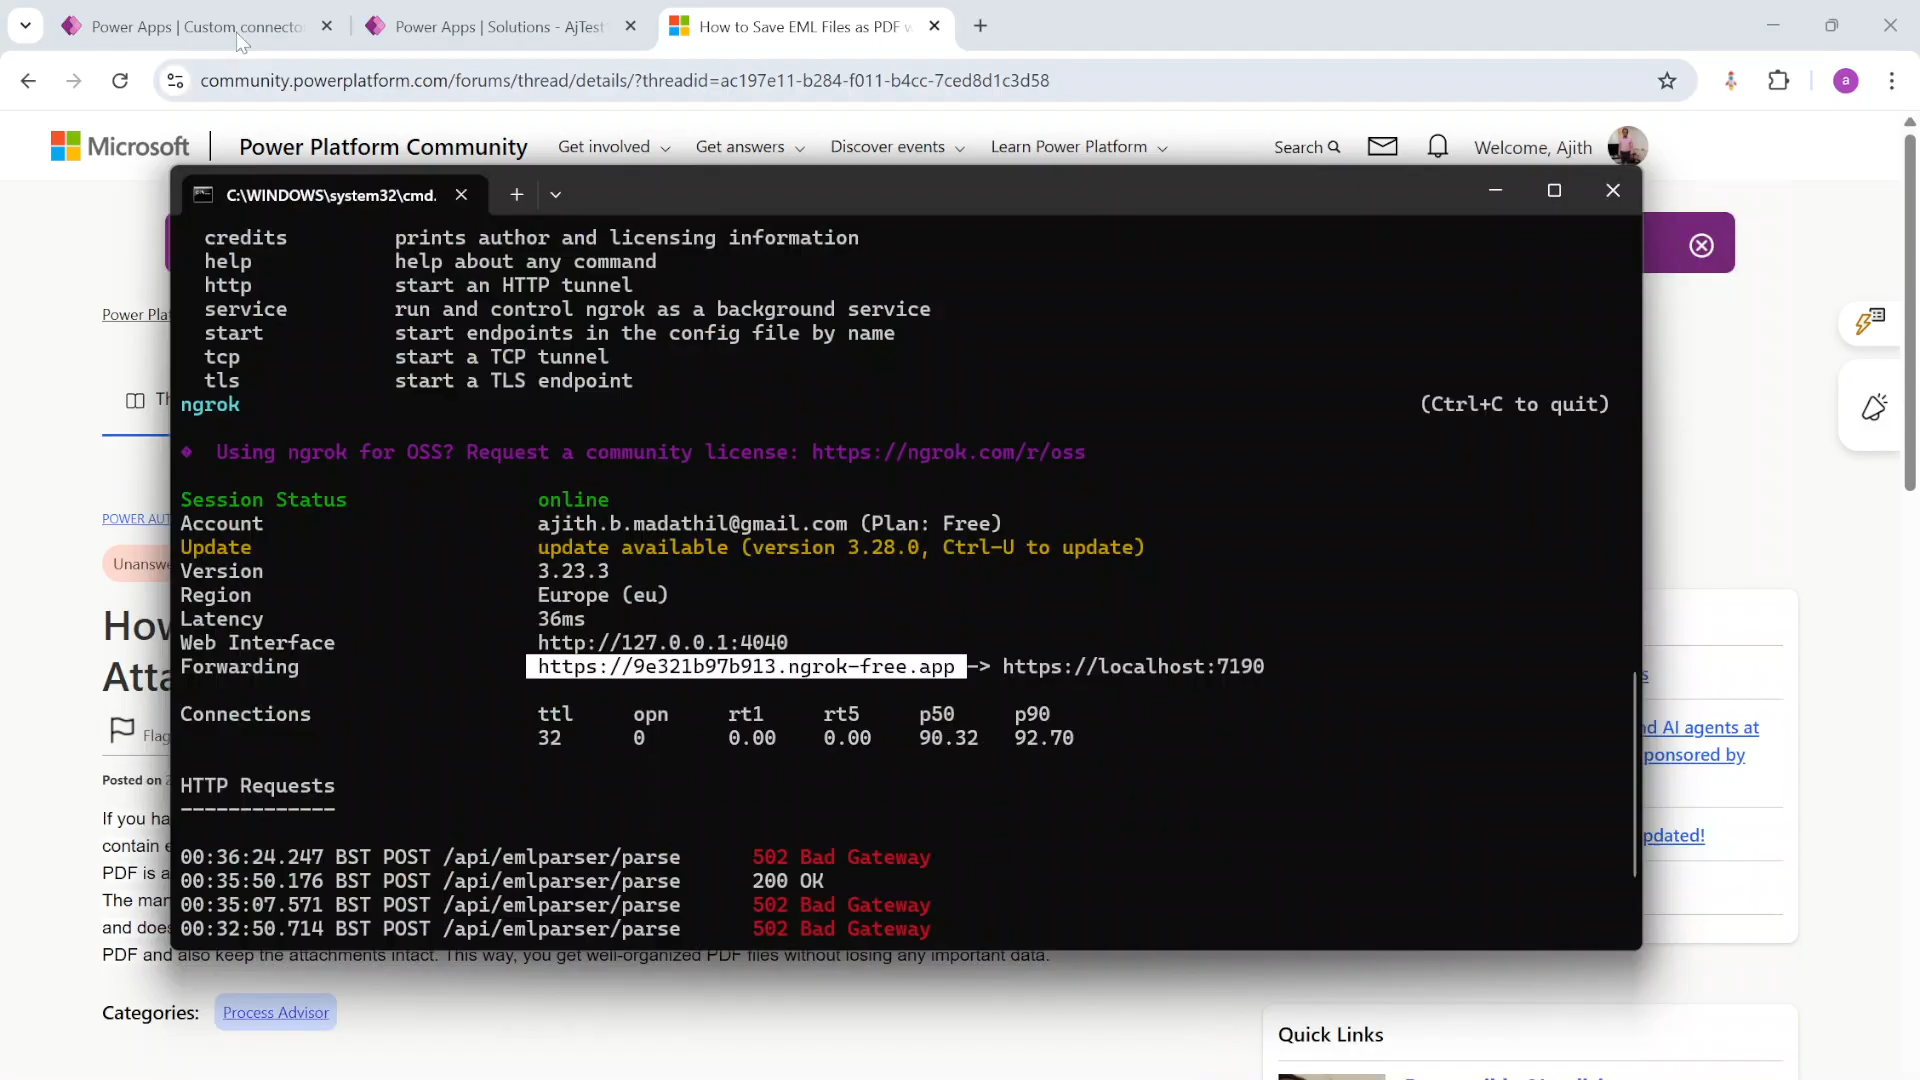 Power Apps | Custom connecto
Power Apps | Solutions - AjTest
How to Save EML Files as PDF w
community.powerplatform.com/forums/thread/details/?threadid=ac197e11-b284-f011-b4cc-7ced8d1c3d58
a
Microsoft
Power Platform Community
Get involved
Get answers
Discover events
Learn Power Platform
Search
Welcome, Ajith
C:\WINDOWS\system32\cmd.
credits prints author and licensing information
help help about any command
http start an HTTP tunnel
service run and control ngrok as a background service
start start endpoints in the config file by name
tcp start a TCP tunnel
tls start a TLS endpoint
ngrok (Ctrl+C to quit)
Using ngrok for OSS? Request a community license: https://ngrok.com/r/oss
Session Status online
Account ajith.b.madathil@gmail.com (Plan: Free)
Update update available (version 3.28.0, Ctrl-U to update)
Version 3.23.3
Region Europe (eu)
Latency 36ms
Web Interface http://127.0.0.1:4040
Forwarding https://9e321b97b913.ngrok-free.app -> https://localhost:7190
Connections ttl opn rt1 rt5 p50 p90
32 0 0.00 0.00 90.32 92.70
HTTP Requests
-------------
00:36:24.247 BST POST /api/emlparser/parse 502 Bad Gateway
00:35:50.176 BST POST /api/emlparser/parse 200 OK
00:35:07.571 BST POST /api/emlparser/parse 502 Bad Gateway
00:32:50.714 BST POST /api/emlparser/parse 502 Bad Gateway
Power Pla
Th
POWER AUT
Unansw
How
Atta
Flag
Posted on
If you ha
contain e
PDF is a
The man
and does
PDF and also keep the attachments intact. This way, you get well-organized PDF files without losing any important data.
Categories: Process Advisor
s
nd AI agents at
ponsored by
pdated!
Quick Links